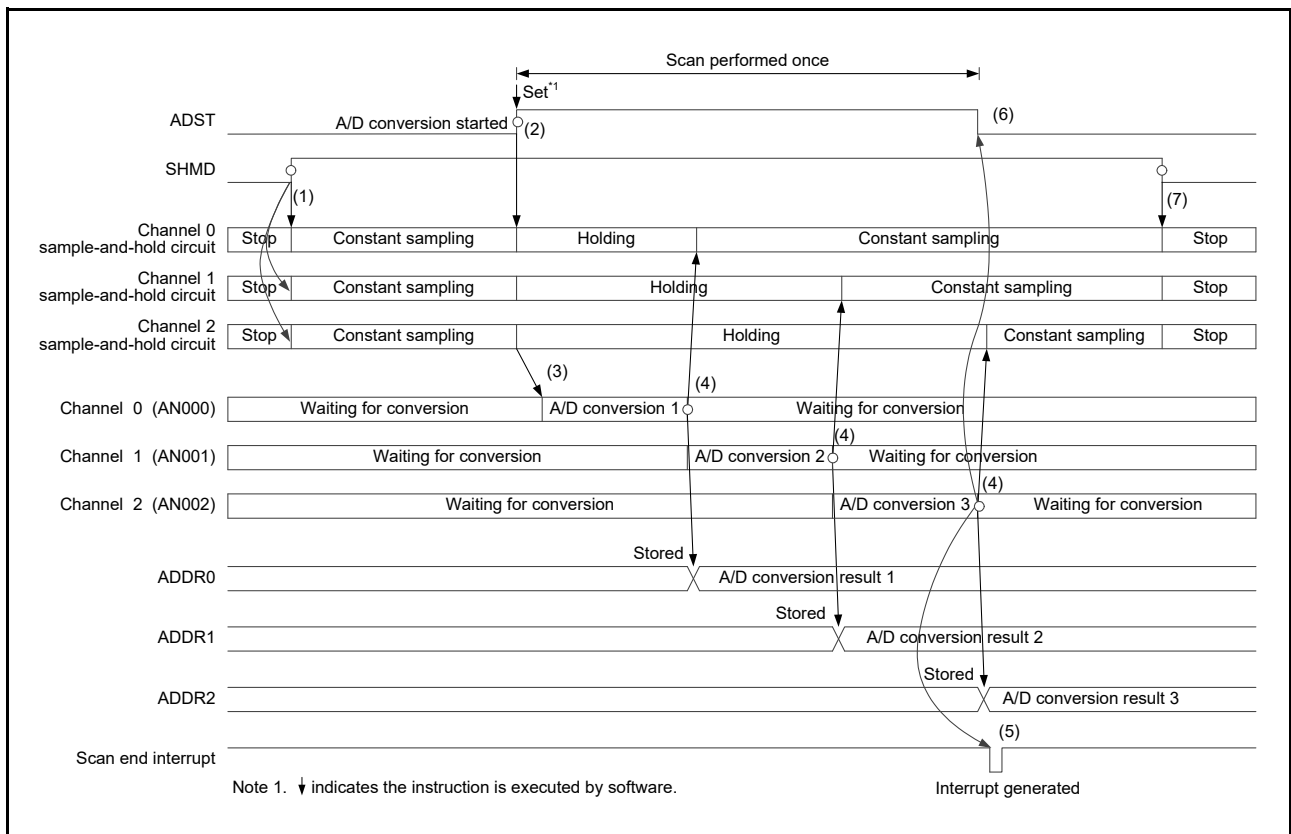 Scan performed once
Set*1
ADST
A/D conversion started
(2)
(6)
SHMD
(1)
(7)
Channel 0
sample-and-hold circuit
Stop
Constant sampling
Holding
Constant sampling
Stop
Channel 1
sample-and-hold circuit
Stop
Constant sampling
Holding
Constant sampling
Stop
Channel 2
sample-and-hold circuit
Stop
Constant sampling
Holding
Constant sampling
Stop
(3)
(4)
Channel 0 (AN000)
Waiting for conversion
A/D conversion 1
Waiting for conversion
(4)
Channel 1 (AN001)
Waiting for conversion
A/D conversion 2
Waiting for conversion
(4)
Channel 2 (AN002)
Waiting for conversion
A/D conversion 3
Waiting for conversion
Stored
ADDR0
A/D conversion result 1
Stored
ADDR1
A/D conversion result 2
Stored
ADDR2
A/D conversion result 3
(5)
Scan end interrupt
Note 1. ↓ indicates the instruction is executed by software.
Interrupt generated